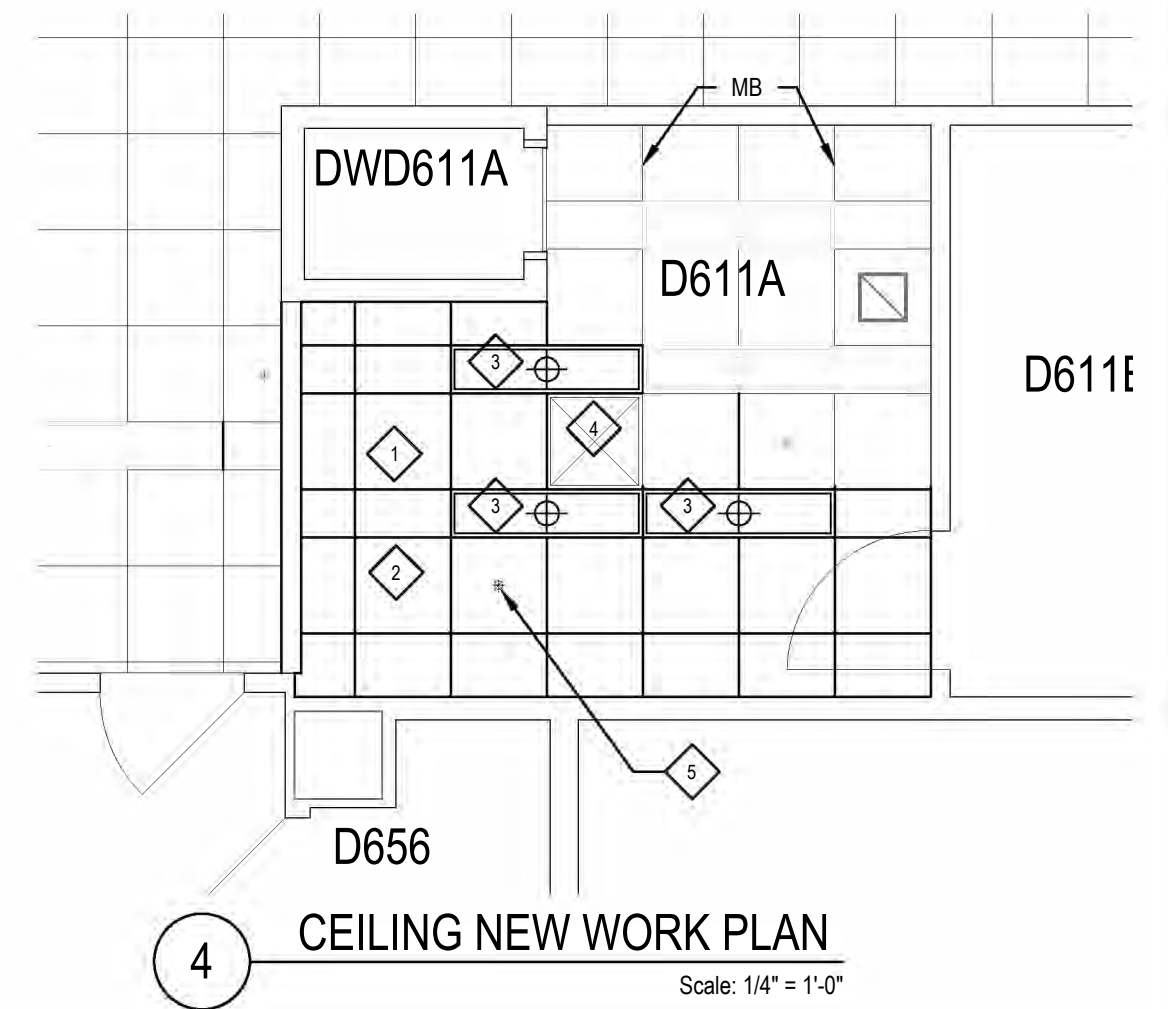 MB
DWD611A
D611A
3
D611E
4
1
3
3
2
5
D656
4
CEILING NEW WORK PLAN
Scale: 1/4" = 1'-0"